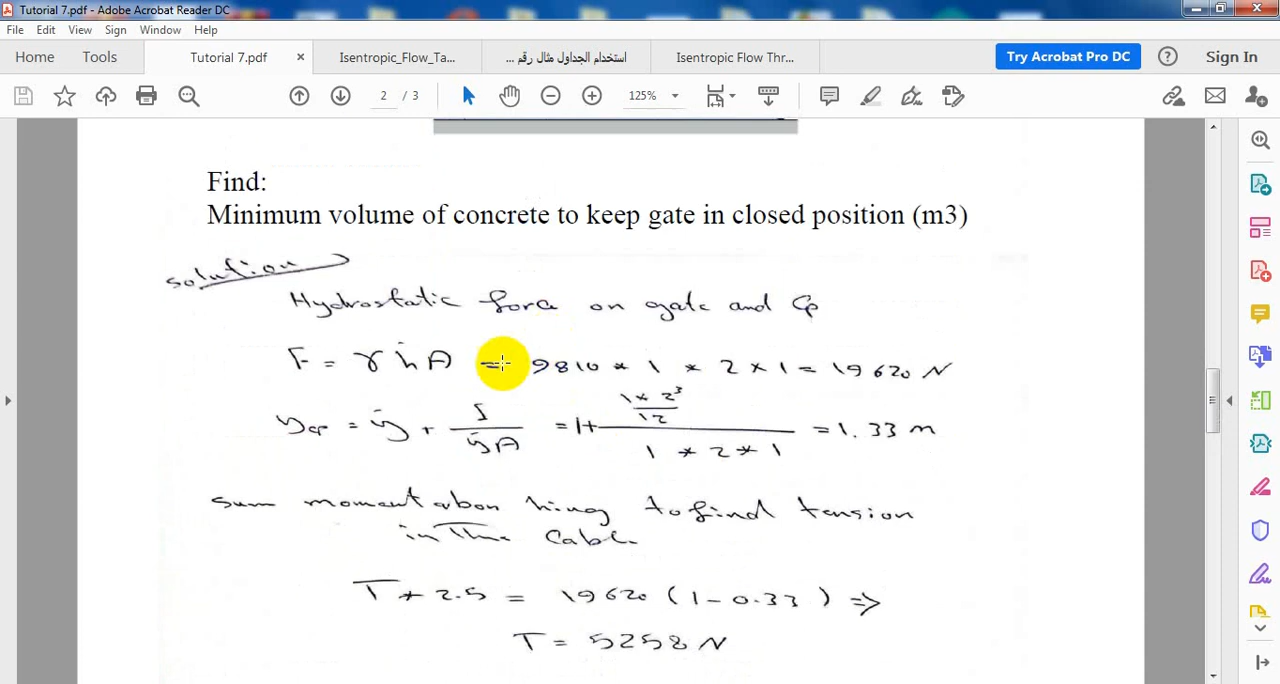 Tutorial 7.pdf - Adobe Acrobat Reader DC
File Edit View Sign Window Help
Home Tools Tutorial 7.pdf × Isentropic_Flow_Ta... استخدام الجداول مثال رقم ... Isentropic Flow Thr... Try Acrobat Pro DC Sign In
2 / 3 125%
Find:
Minimum volume of concrete to keep gate in closed position (m3)
solution
Hydrostatic force on gate and Cp
F = γ h̄ A = 9810 * 1 * 2 * 1 = 19620 N
ycp = ȳ + I / ȳA = 1 + (1 * 2³ / 12) / (1 * 2 * 1) = 1.33 m
Sum moment abon hing to find tension
in The Cabl.
T * 2.5 = 19620 (1 - 0.33) ⇒
T = 5258 N